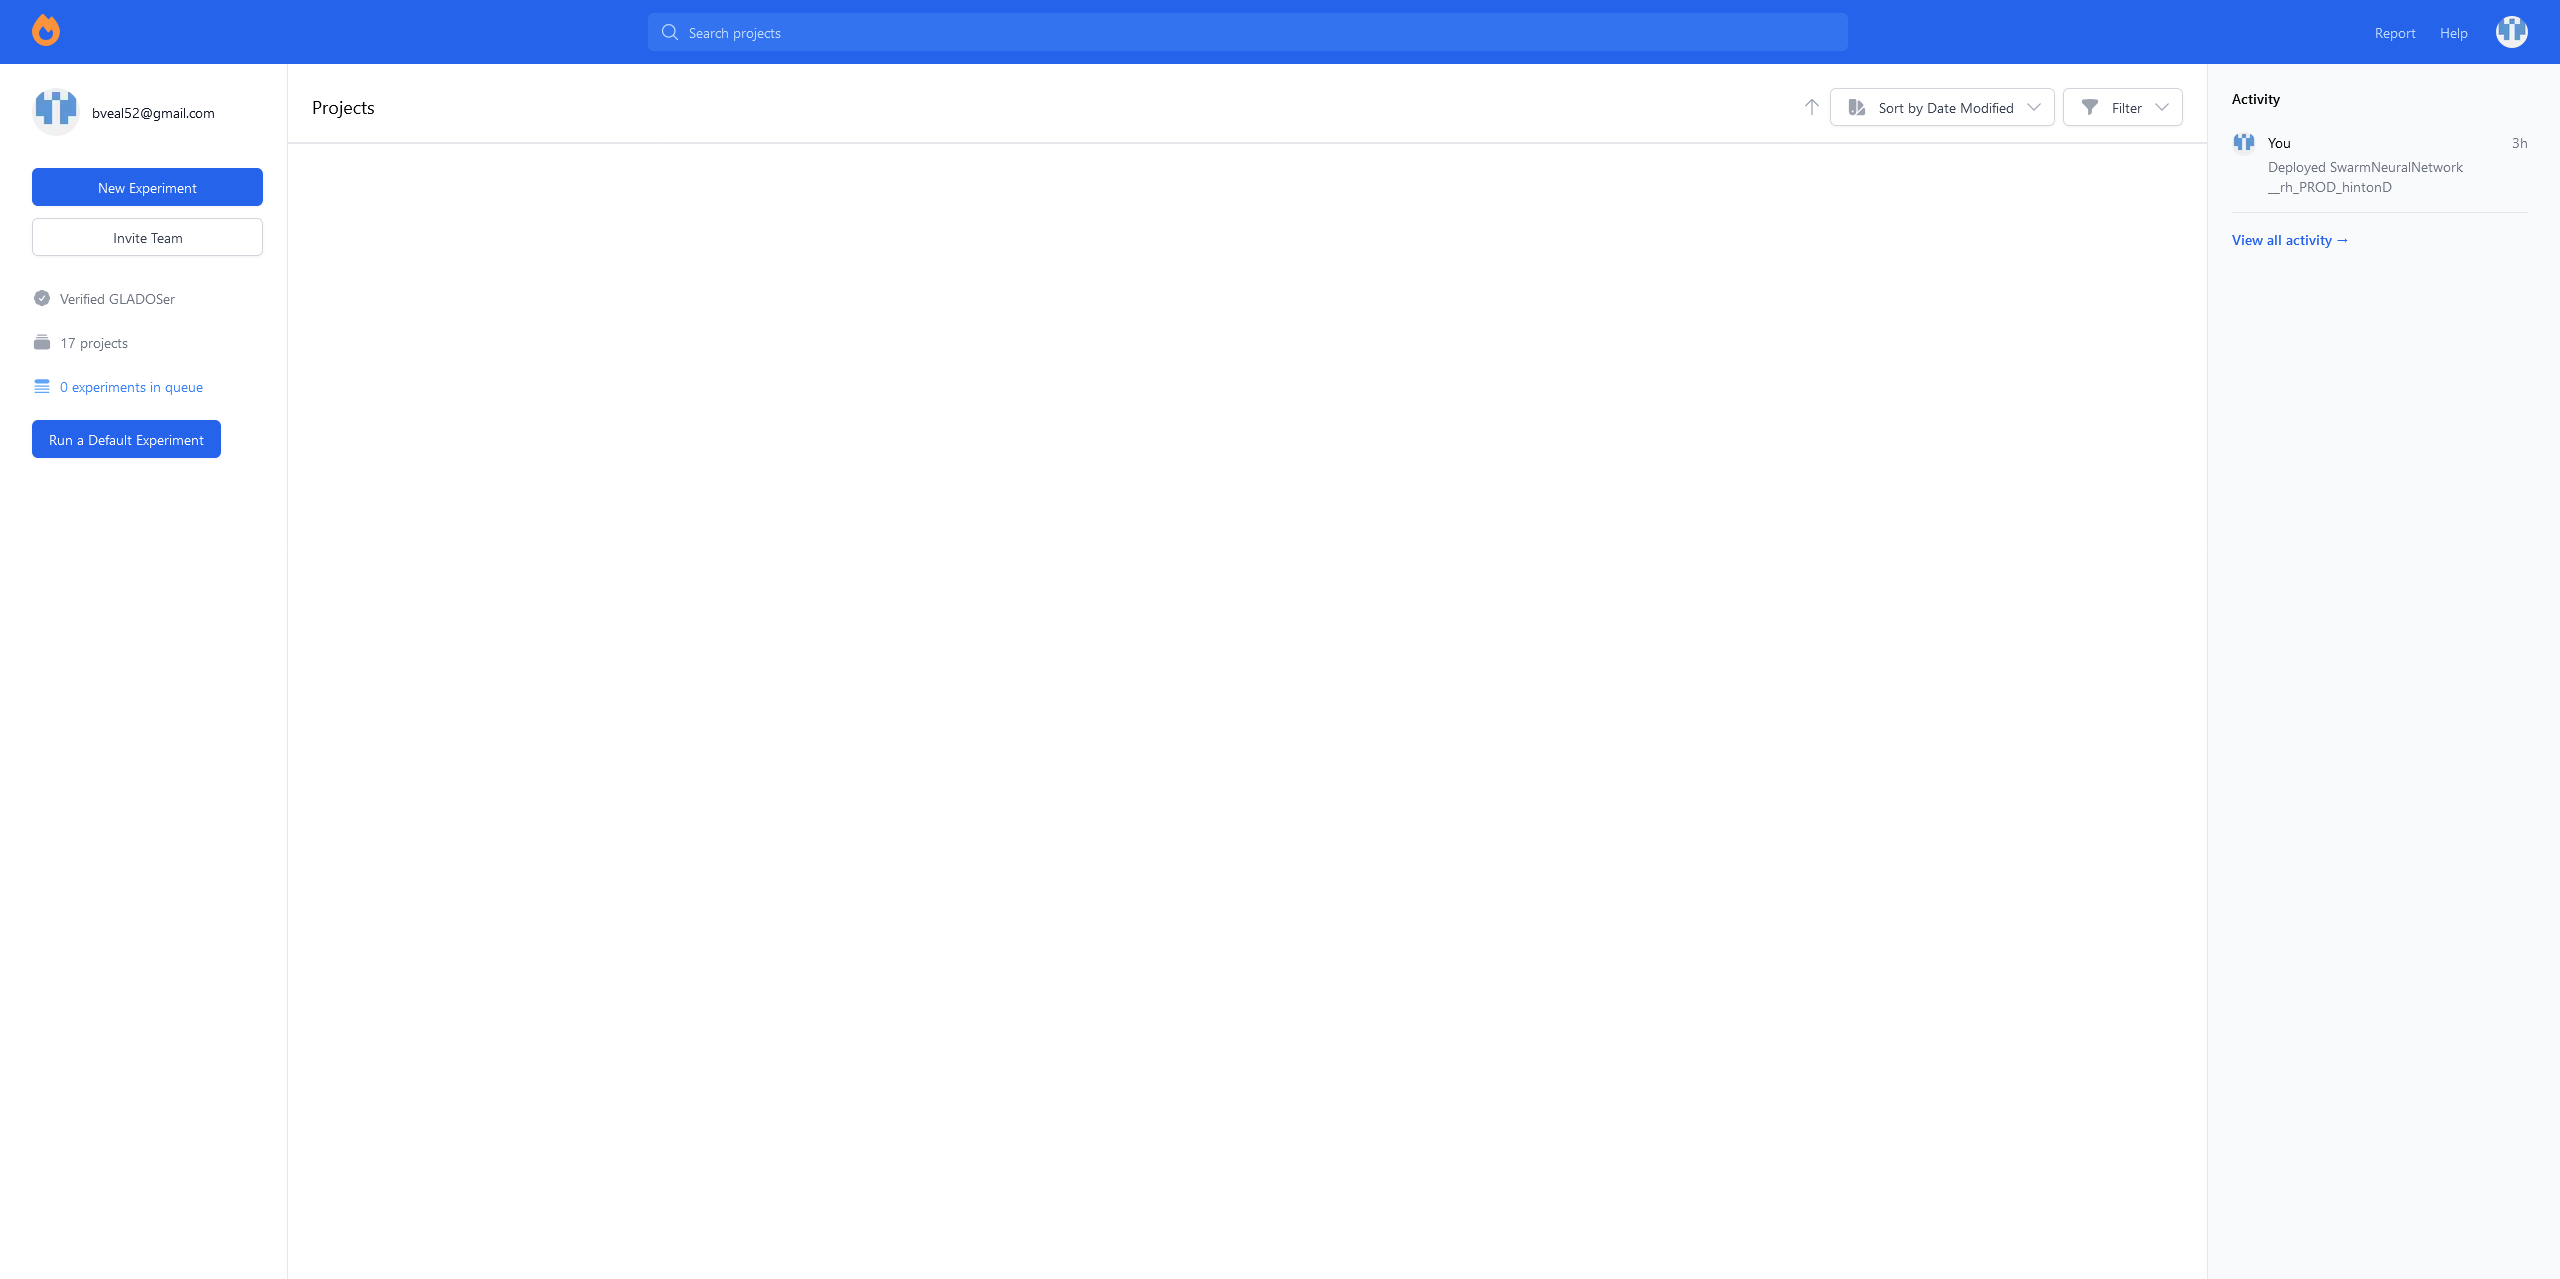 Search projects
Report
Help
bveal52@gmail.com
New Experiment
Invite Team
Verified GLADOSer
17 projects
0 experiments in queue
Run a Default Experiment
Projects
Sort by Date Modified
Filter
Activity
You
3h
Deployed SwarmNeuralNetwork
__rh_PROD_hintonD
View all activity →